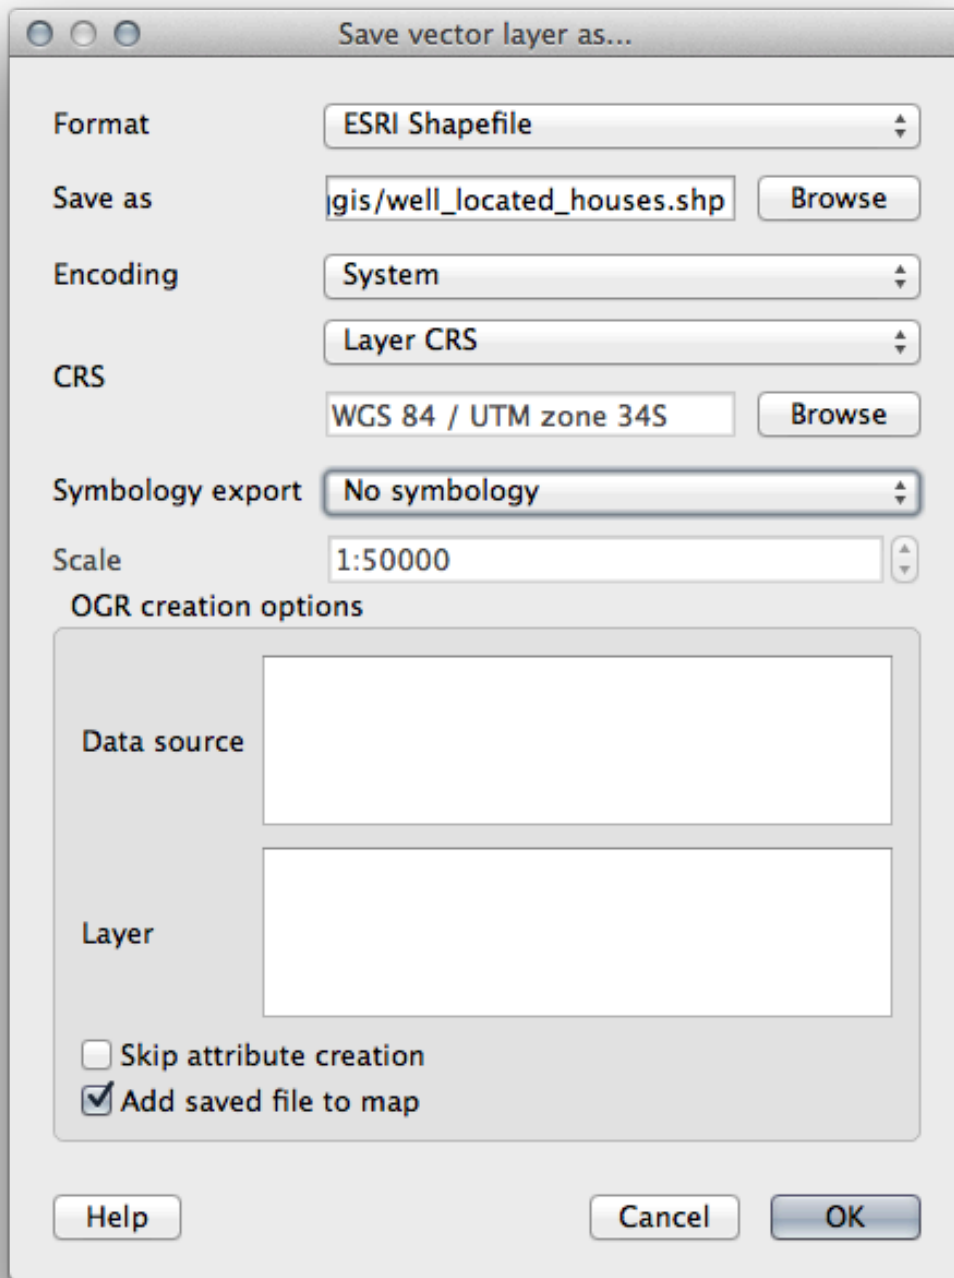 Save vector layer as...
Format ESRI Shapefile
Save as gis/well_located_houses.shp Browse
Encoding System
Layer CRS
CRS
WGS 84 / UTM zone 34S Browse
Symbology export No symbology
Scale 1:50000
OGR creation options
Data source
Layer
Skip attribute creation
Add saved file to map
Help Cancel OK